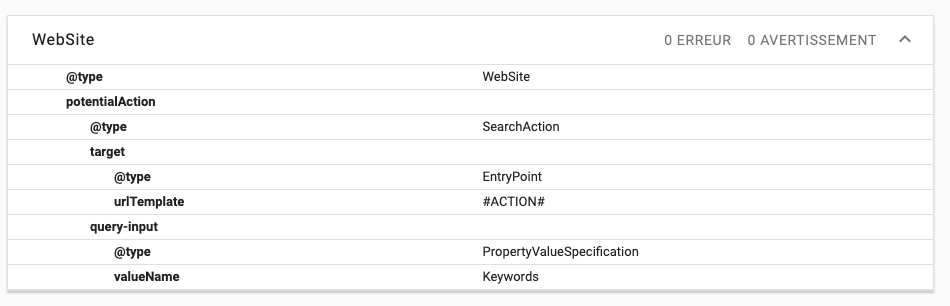 WebSite 0 ERREUR 0 AVERTISSEMENT
@type WebSite
potentialAction
@type SearchAction
target
@type EntryPoint
urlTemplate #ACTION#
query-input
@type PropertyValueSpecification
valueName Keywords